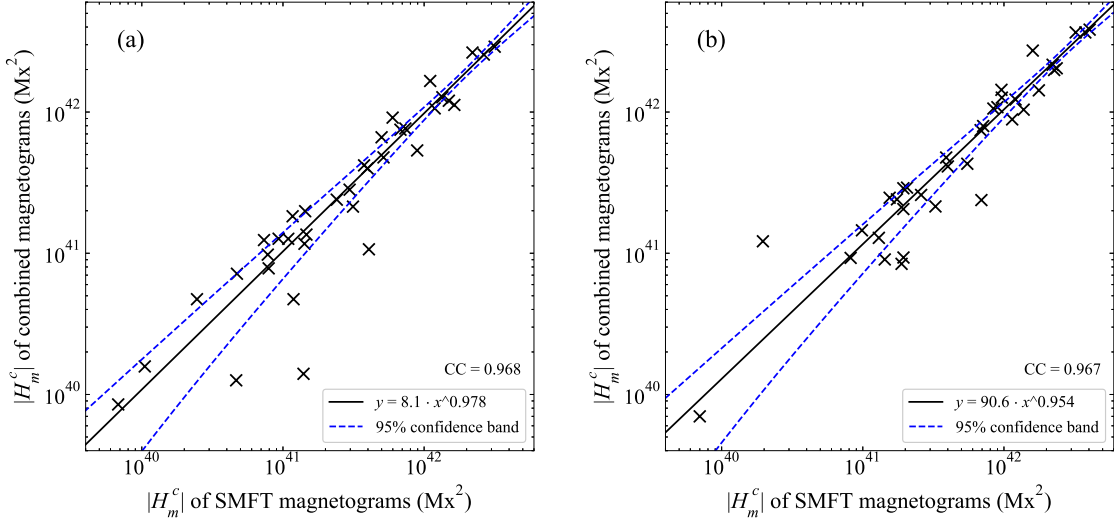 (a)
|H_m^c| of combined magnetograms (Mx^2)
10^42
10^41
10^40
CC = 0.968
y = 8.1 · x^0.978
95% confidence band
10^40 10^41 10^42
|H_m^c| of SMFT magnetograms (Mx^2)
(b)
|H_m^c| of combined magnetograms (Mx^2)
10^42
10^41
10^40
CC = 0.967
y = 90.6 · x^0.954
95% confidence band
10^40 10^41 10^42
|H_m^c| of SMFT magnetograms (Mx^2)